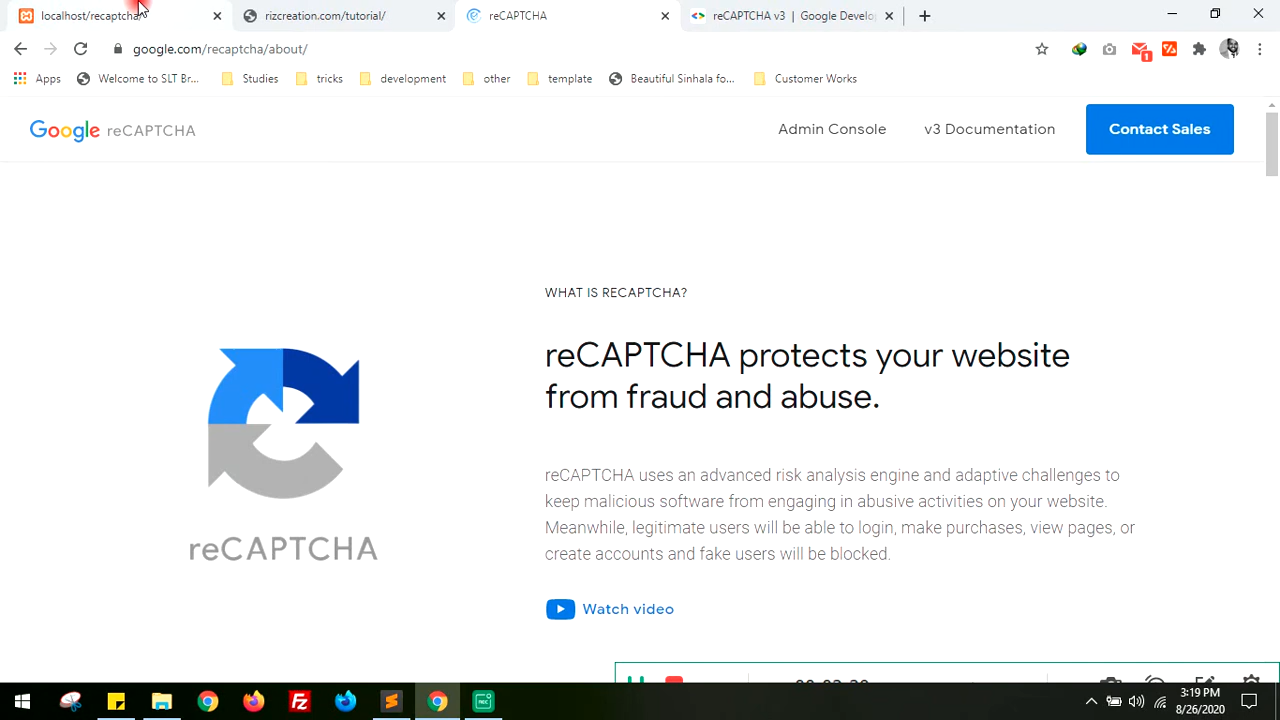 localhost/recaptcha/
rizcreation.com/tutorial/
reCAPTCHA
reCAPTCHA v3 | Google Develo
google.com/recaptcha/about/
1
Apps
Welcome to SLT Br...
Studies
tricks
development
other
template
Beautiful Sinhala fo...
Customer Works
Google reCAPTCHA
Admin Console
v3 Documentation
Contact Sales
WHAT IS RECAPTCHA?
reCAPTCHA protects your website
from fraud and abuse.
reCAPTCHA uses an advanced risk analysis engine and adaptive challenges to
keep malicious software from engaging in abusive activities on your website.
Meanwhile, legitimate users will be able to login, make purchases, view pages, or
create accounts and fake users will be blocked.
reCAPTCHA
Watch video
3:19 PM
8/26/2020